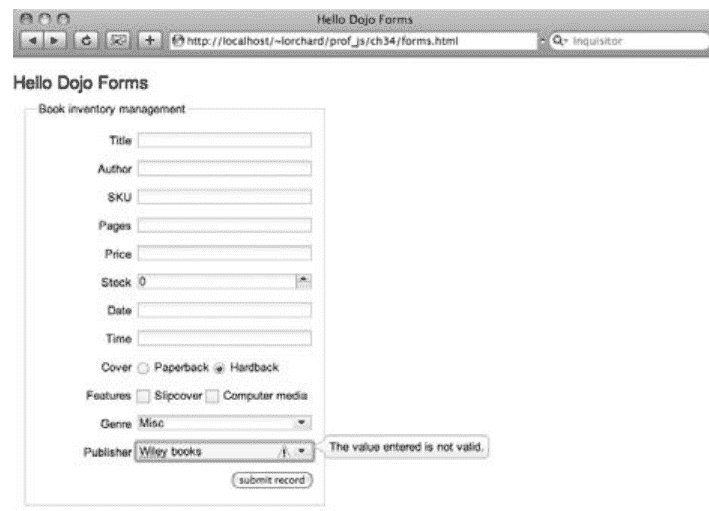 Hello Dojo Forms
http://localhost/~lorchard/prof_js/ch34/forms.html
Inquisitor
Hello Dojo Forms
Book inventory management
Title
Author
SKU
Pages
Price
Stock 0
Date
Time
Cover Paperback Hardback
Features Slipcover Computer media
Genre Misc
Publisher Wiley books The value entered is not valid.
submit record